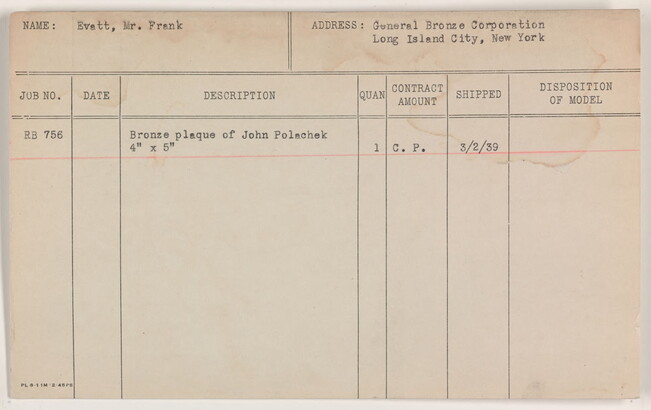 NAME: Evatt, Mr. Frank ADDRESS: General Bronze Corporation
Long Island City, New York
JOB NO. DATE DESCRIPTION QUAN CONTRACT AMOUNT SHIPPED DISPOSITION OF MODEL
RB 756 Bronze plaque of John Polachek
4" x 5" 1 C. P. 3/2/39